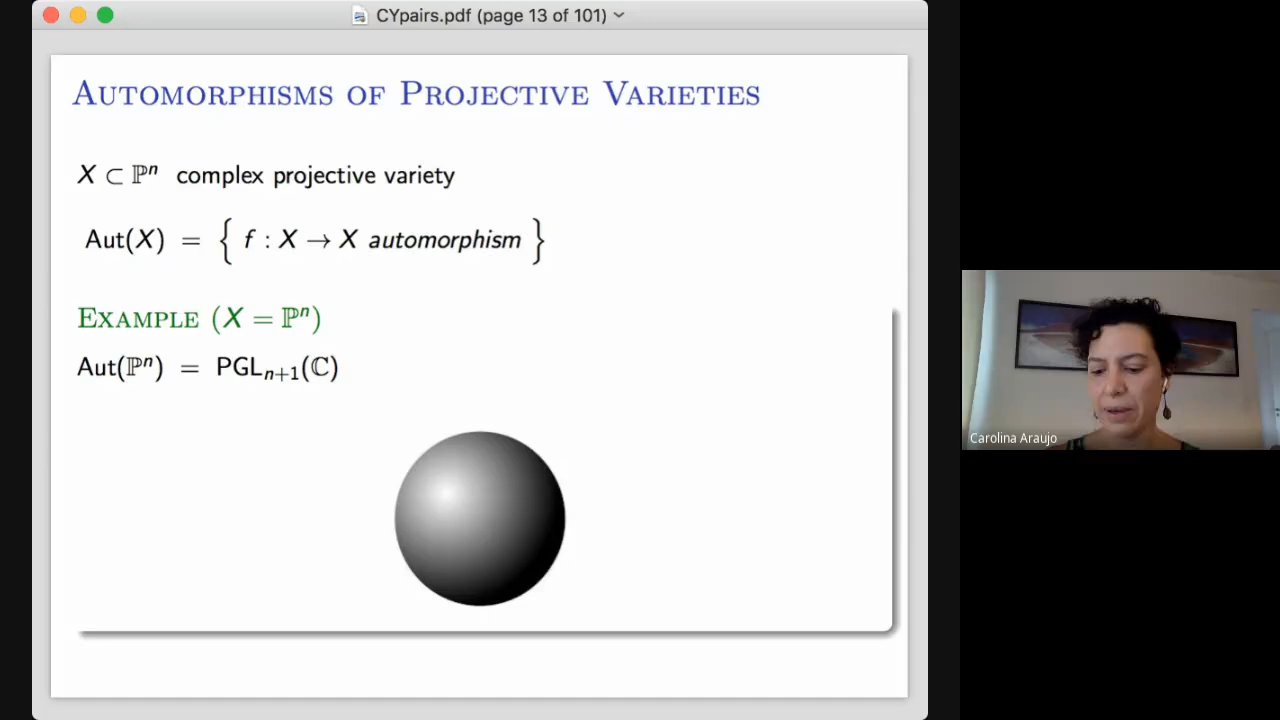 CYpairs.pdf (page 13 of 101)
AUTOMORPHISMS OF PROJECTIVE VARIETIES
X ⊂ ℙⁿ complex projective variety
Aut(X) = { f : X → X automorphism }
EXAMPLE (X = ℙⁿ)
Aut(ℙⁿ) = PGLₙ₊₁(ℂ)
Carolina Araujo